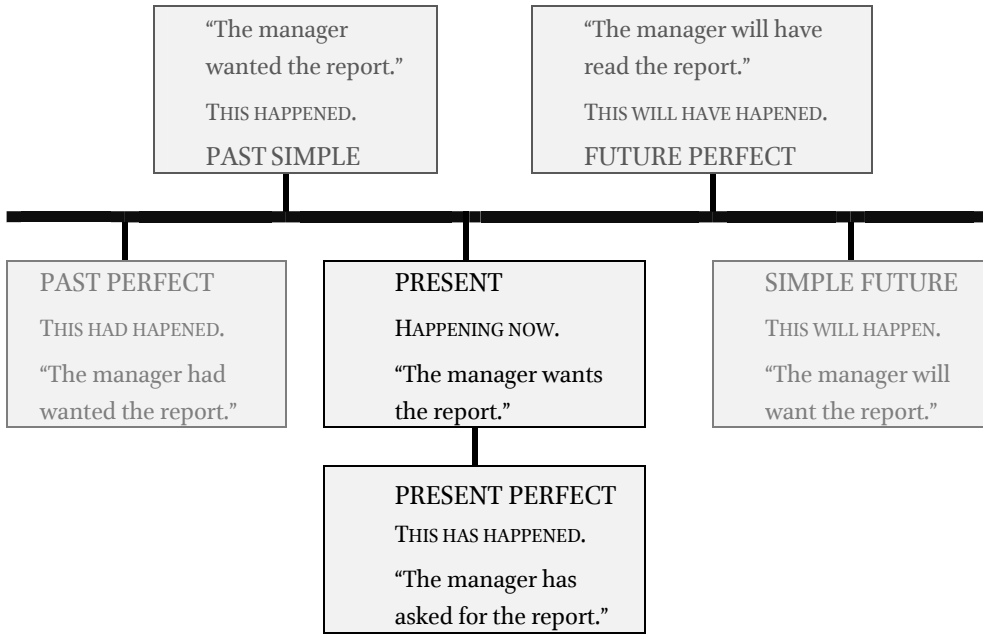 “The manager
wanted the report.”
THIS HAPPENED.
PAST SIMPLE
“The manager will have
read the report.”
THIS WILL HAVE HAPENED.
FUTURE PERFECT
PAST PERFECT
THIS HAD HAPENED.
“The manager had
wanted the report.”
PRESENT
HAPPENING NOW.
“The manager wants
the report.”
SIMPLE FUTURE
THIS WILL HAPPEN.
“The manager will
want the report.”
PRESENT PERFECT
THIS HAS HAPPENED.
“The manager has
asked for the report.”